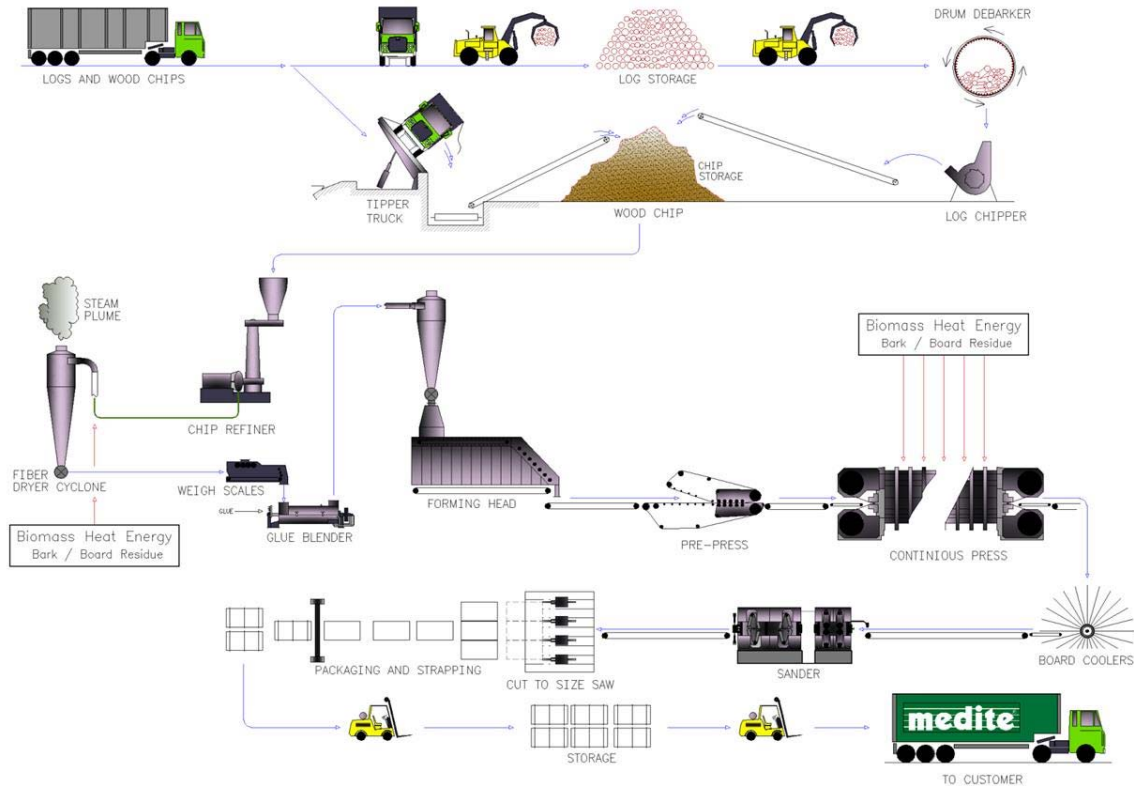 DRUM DEBARKER
LOGS AND WOOD CHIPS
LOG STORAGE
CHIP
STORAGE
TIPPER
TRUCK
WOOD CHIP
LOG CHIPPER
STEAM
PLUME
Biomass Heat Energy
Bark / Board Residue
CHIP REFINER
FIBER
DRYER CYCLONE
WEIGH SCALES
GLUE
GLUE BLENDER
FORMING HEAD
PRE-PRESS
CONTINIOUS PRESS
Biomass Heat Energy
Bark / Board Residue
PACKAGING AND STRAPPING
CUT TO SIZE SAW
SANDER
BOARD COOLERS
STORAGE
medite
TO CUSTOMER